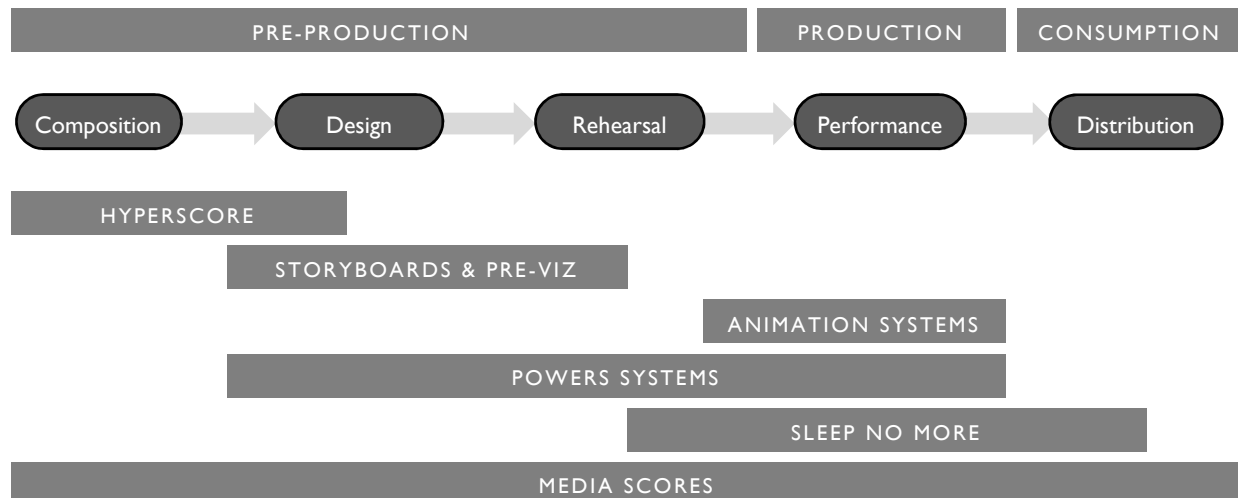 PRE-PRODUCTION PRODUCTION CONSUMPTION
Composition Design Rehearsal Performance Distribution
HYPERSCORE
STORYBOARDS & PRE-VIZ
ANIMATION SYSTEMS
POWERS SYSTEMS
SLEEP NO MORE
MEDIA SCORES